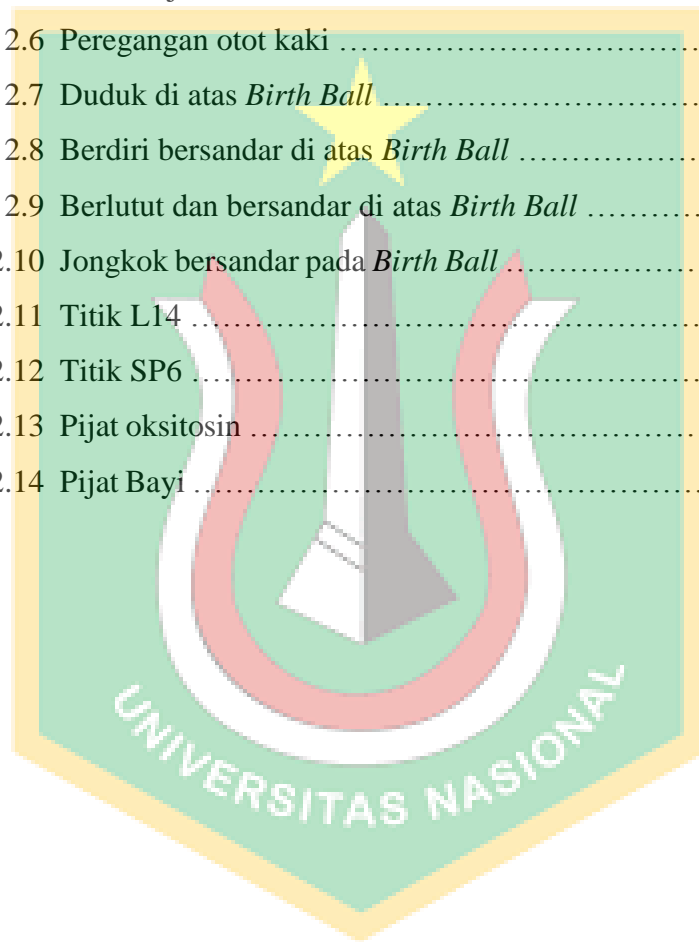 2.6 Peregangan otot kaki ........................................
2.7 Duduk di atas Birth Ball ...................................
2.8 Berdiri bersandar di atas Birth Ball ....................
2.9 Berlutut dan bersandar di atas Birth Ball .............
2.10 Jongkok bersandar pada Birth Ball ......................
2.11 Titik L14 .......................................................
2.12 Titik SP6 .......................................................
2.13 Pijat oksitosin ................................................
2.14 Pijat Bayi ......................................................
UNIVERSITAS NASIONAL